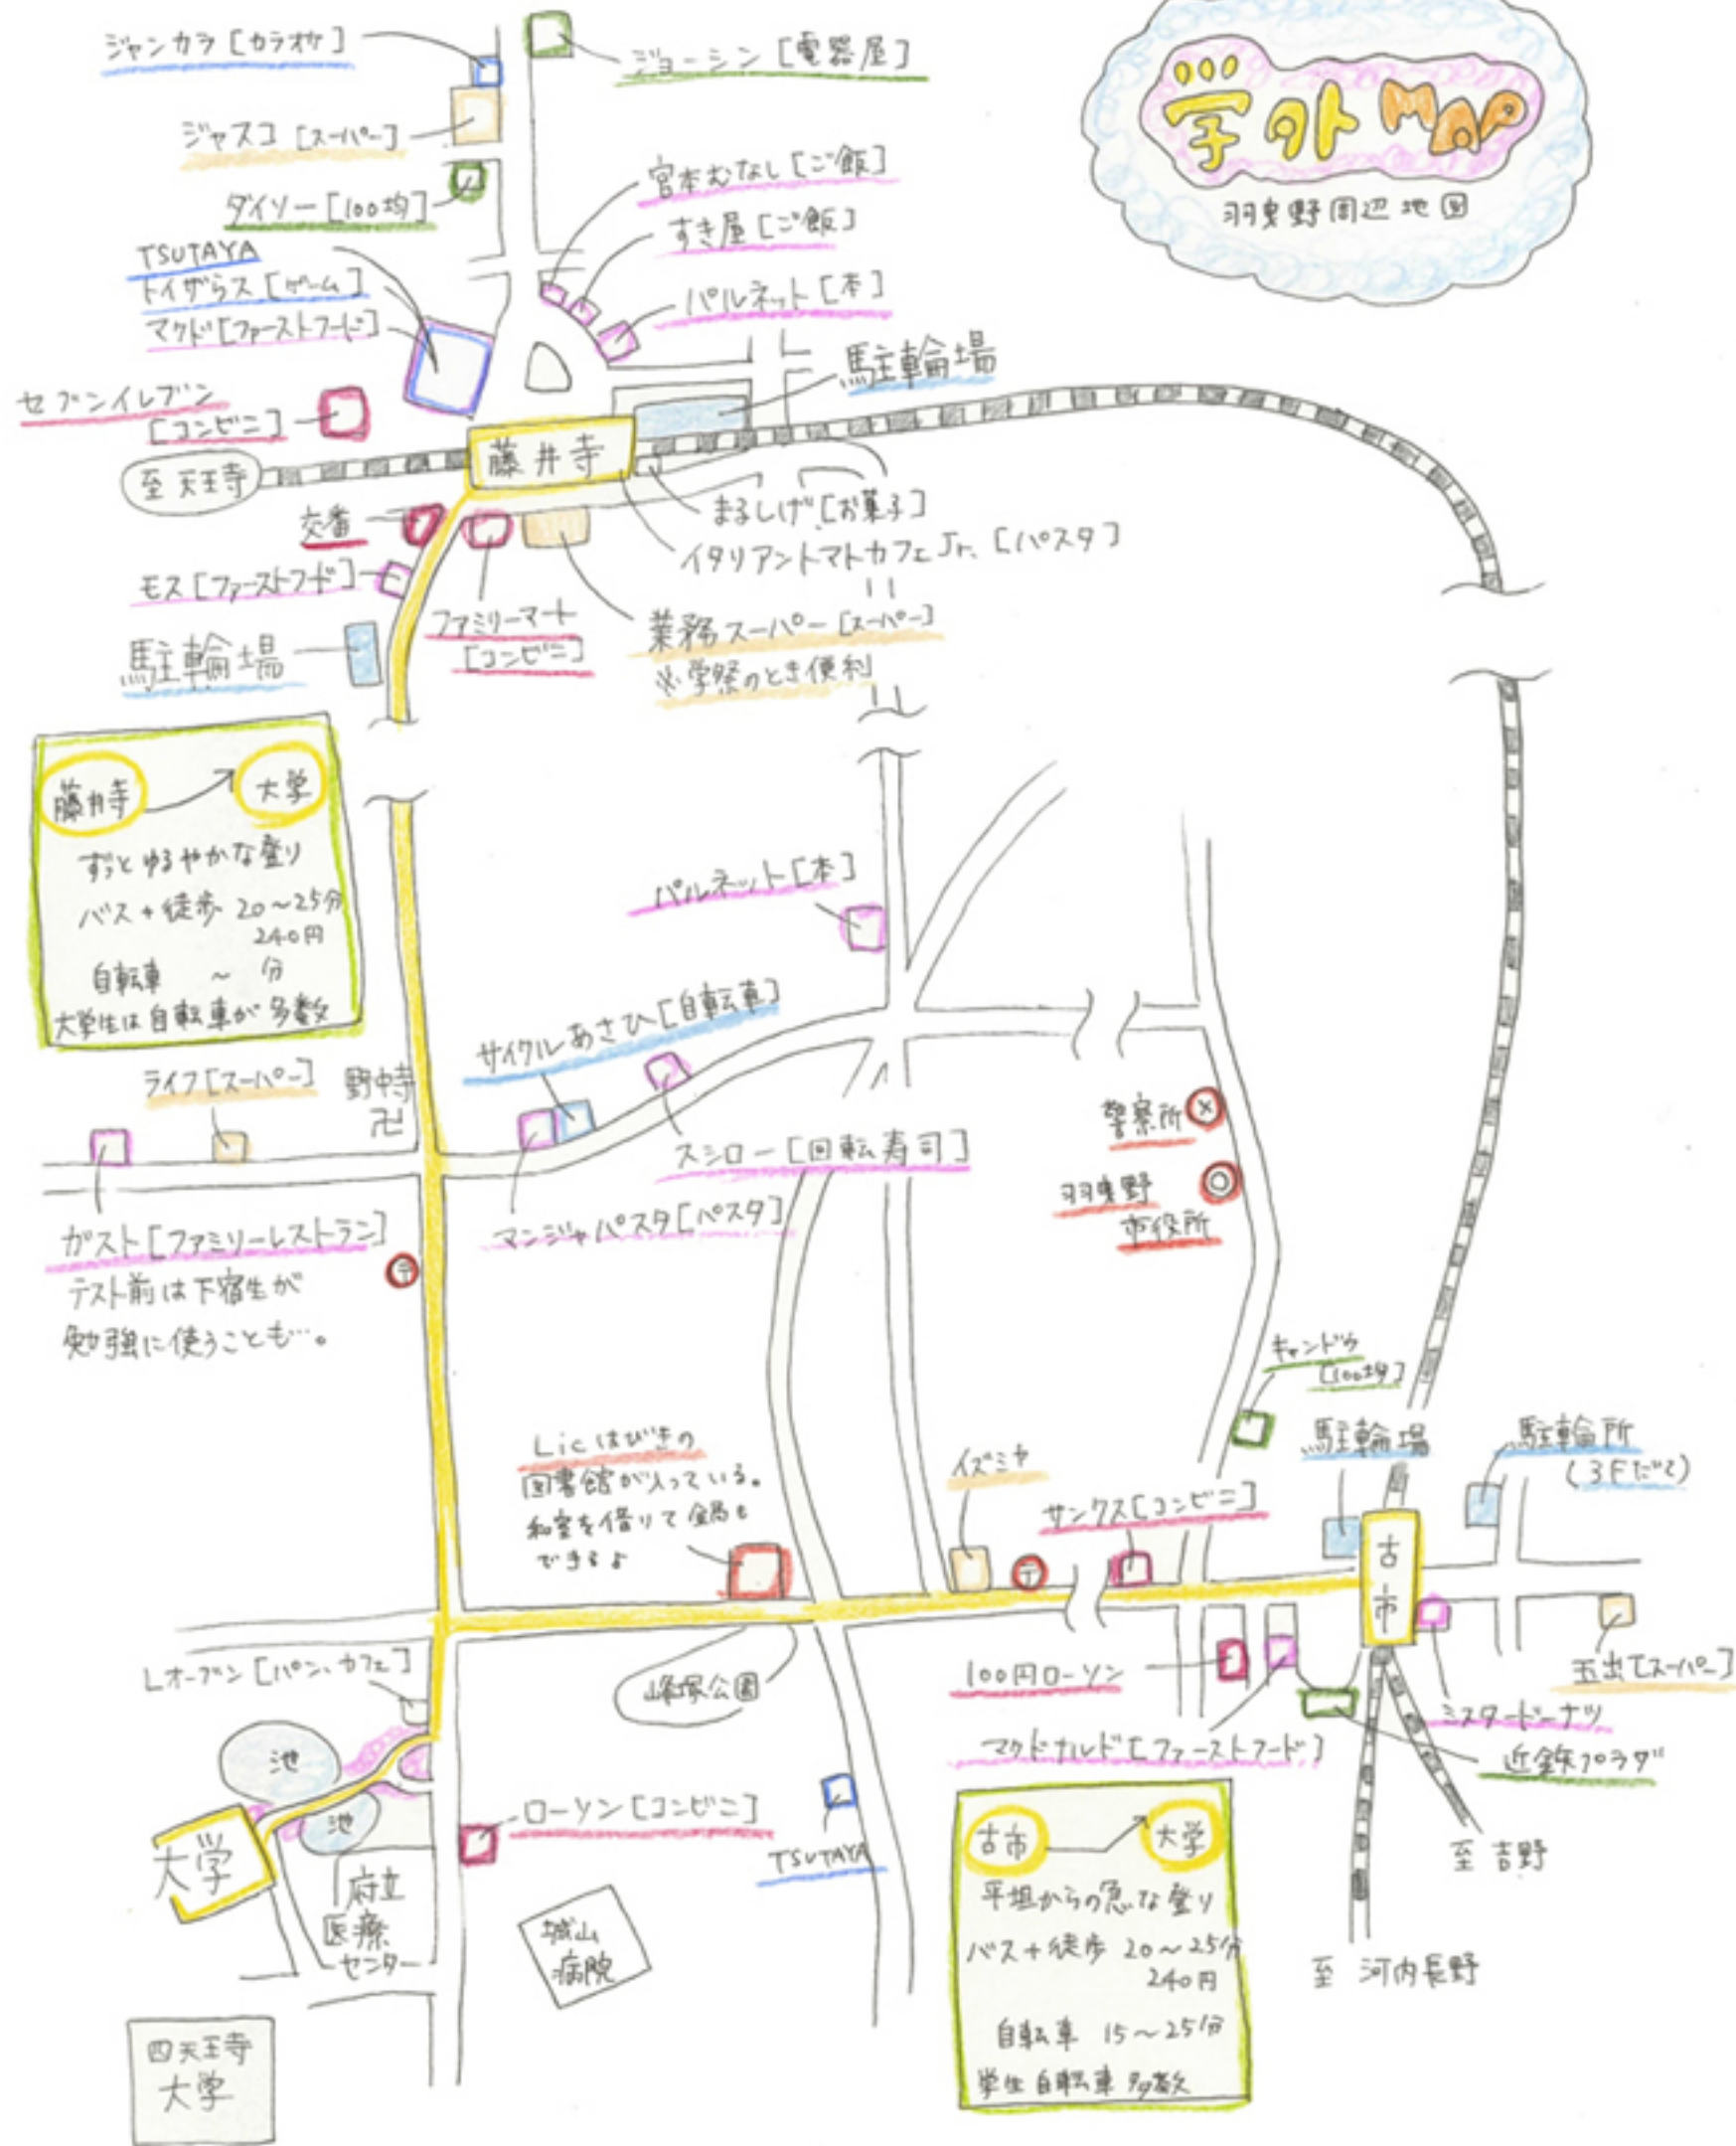 学外MAP
羽曳野周辺地図
ジャンカラ[カラオケ]
ジョーシン[電器屋]
ジャスコ[スーパー]
ダイソー[100均]
宮本むなし[ご飯]
すき屋[ご飯]
パルネット[本]
TSUTAYA
トイザらス[ゲーム]
マクド[ファーストフード]
駐輪場
セブンイレブン
[コンビニ]
至 天王寺
藤井寺
まるしげ[お菓子]
イタリアントマトカフェJr.[パスタ]
交番
モス[ファーストフード]
ファミリーマート
[コンビニ]
業務スーパー[スーパー]
※学祭のとき便利
駐輪場
藤井寺
大学
ずっとゆるやかな登り
バス+徒歩 20〜25分
240円
自転車 〜 分
大学生は自転車が多数
パルネット[本]
サイクルあさひ[自転車]
ライフ[スーパー]
野中寺
卍
スシロー[回転寿司]
マンジャパスタ[パスタ]
警察所
羽曳野
市役所
ガスト[ファミリーレストラン]
テスト前は下宿生が
勉強に使うことも…。
〒
キャンドゥ
[100均]
駐輪場
駐輪所
(3Fだて)
Licはびきの
図書館が入っている。
和室を借りて鍋も
できるよ
イズミヤ
〒
サンクス[コンビニ]
古市
Lオーブン[パン、カフェ]
峰塚公園
100円ローソン
マクドナルド[ファーストフード]
玉出[スーパー]
ミスタードーナツ
近鉄プラザ
池
池
大学
府立
医療
センター
ローソン[コンビニ]
TSUTAYA
城山
病院
古市
大学
平坦からの急な登り
バス+徒歩 20〜25分
240円
自転車 15〜25分
学生 自転車 多数
至 吉野
至 河内長野
四天王寺
大学